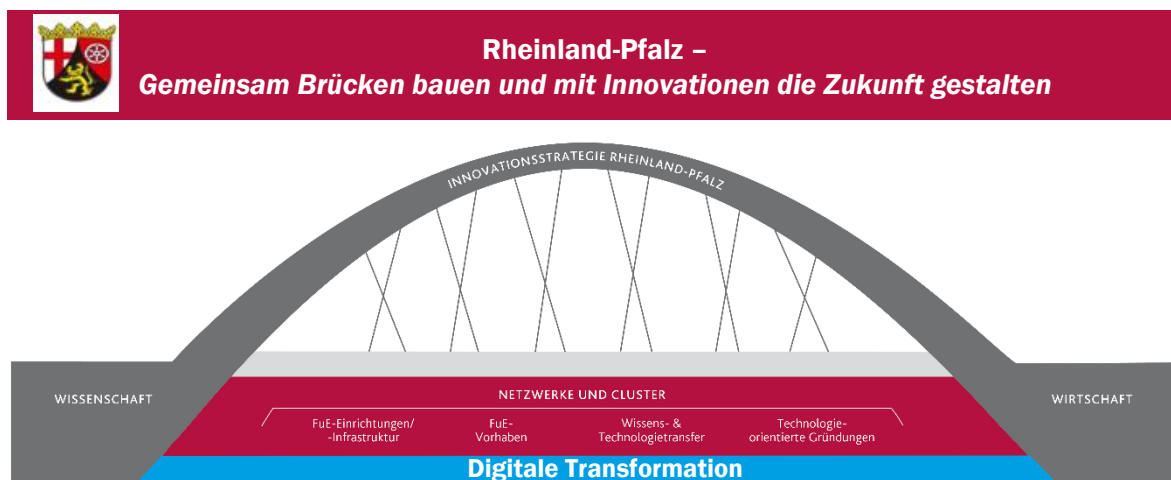 Rheinland-Pfalz –
Gemeinsam Brücken bauen und mit Innovationen die Zukunft gestalten
INNOVATIONSSTRATEGIE RHEINLAND-PFALZ
WISSENSCHAFT
WIRTSCHAFT
NETZWERKE UND CLUSTER
FuE-Einrichtungen/
-Infrastruktur
FuE-
Vorhaben
Wissens- &
Technologietransfer
Technologie-
orientierte Gründungen
Digitale Transformation